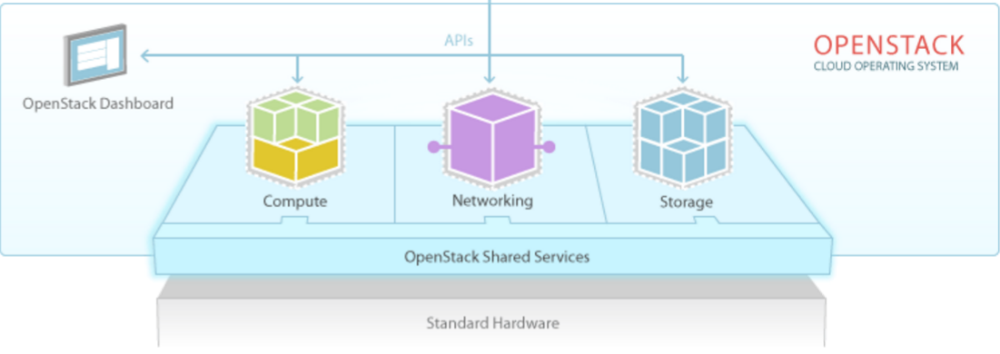 APIs
OPENSTACK
CLOUD OPERATING SYSTEM
OpenStack Dashboard
Compute
Networking
Storage
OpenStack Shared Services
Standard Hardware